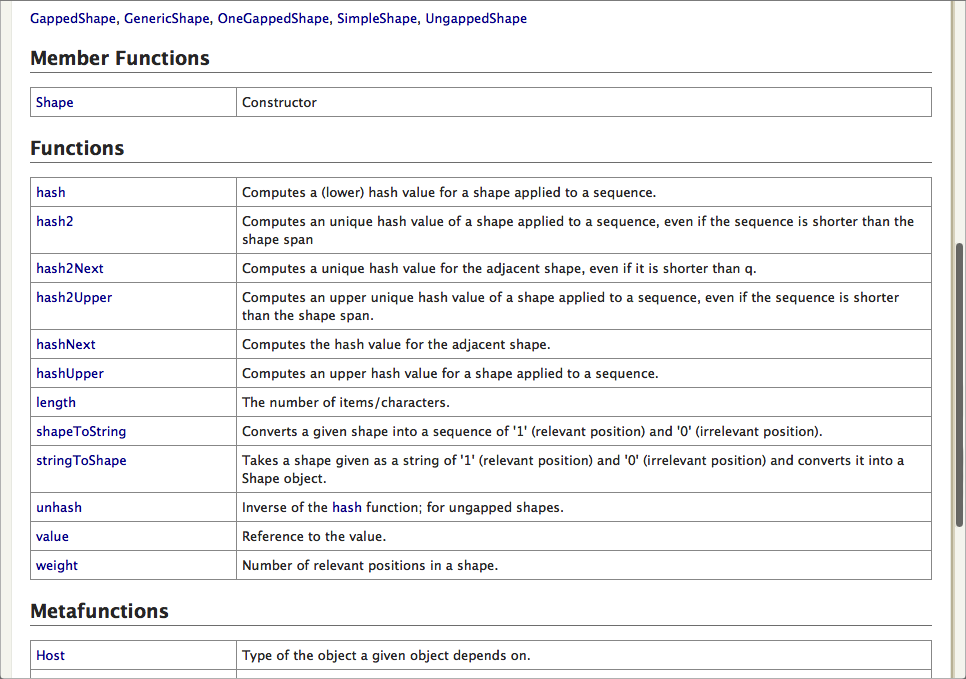 GappedShape, GenericShape, OneGappedShape, SimpleShape, UngappedShape
Member Functions
Shape Constructor
Functions
hash Computes a (lower) hash value for a shape applied to a sequence.
hash2 Computes an unique hash value of a shape applied to a sequence, even if the sequence is shorter than the
shape span
hash2Next Computes a unique hash value for the adjacent shape, even if it is shorter than q.
hash2Upper Computes an upper unique hash value of a shape applied to a sequence, even if the sequence is shorter
than the shape span.
hashNext Computes the hash value for the adjacent shape.
hashUpper Computes an upper hash value for a shape applied to a sequence.
length The number of items/characters.
shapeToString Converts a given shape into a sequence of '1' (relevant position) and '0' (irrelevant position).
stringToShape Takes a shape given as a string of '1' (relevant position) and '0' (irrelevant position) and converts it into a
Shape object.
unhash Inverse of the hash function; for ungapped shapes.
value Reference to the value.
weight Number of relevant positions in a shape.
Metafunctions
Host Type of the object a given object depends on.